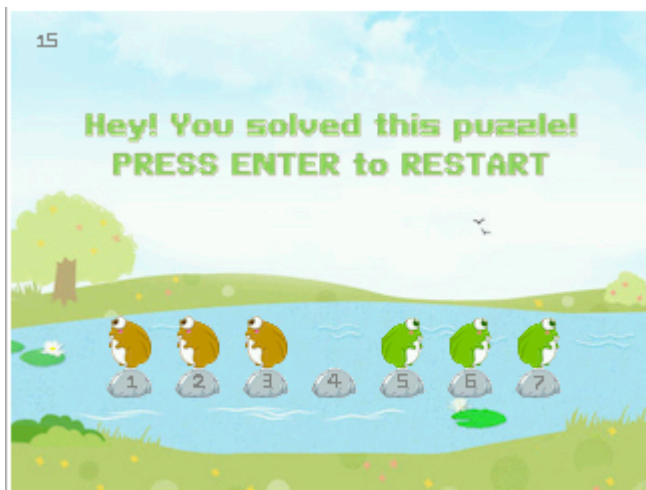 15
Hey! You solved this puzzle!
PRESS ENTER to RESTART
1 2 3 4 5 6 7